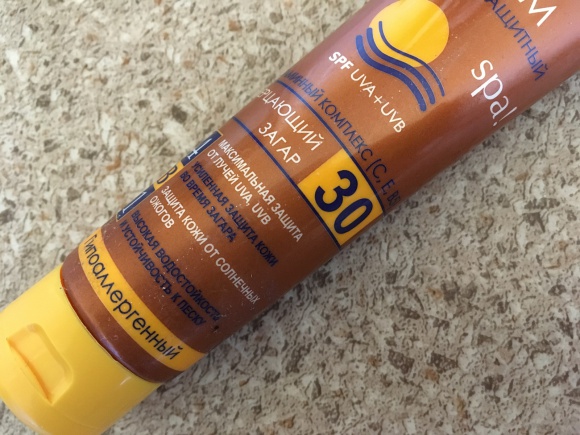 spa!
SPF UVA+UVB
КОМПЛЕКС (С, Е,
ЗАГАР
30
МАКСИМАЛЬНАЯ ЗАЩИТА
ОТ ЛУЧЕЙ UVA, UVB
УСИЛЕННАЯ ЗАЩИТА КОЖИ
ВО ВРЕМЯ ЗАГАРА
ЗАЩИТА КОЖИ ОТ СОЛНЕЧНЫХ
ОЖОГОВ
ВЫСОКАЯ ВОДОСТОЙКОСТЬ
И УСТОЙЧИВОСТЬ К ПЕСКУ
Гипоаллергенный